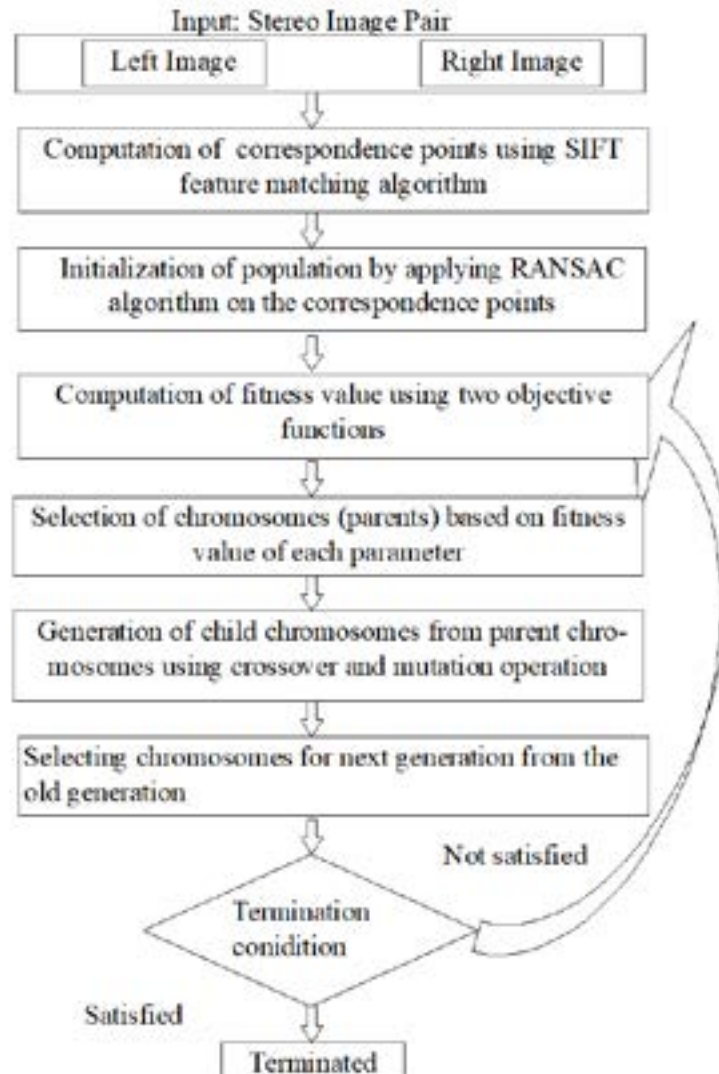 Input: Stereo Image Pair
Left Image
Right Image
Computation of correspondence points using SIFT
feature matching algorithm
Initialization of population by applying RANSAC
algorithm on the correspondence points
Computation of fitness value using two objective
functions
Selection of chromosomes (parents) based on fitness
value of each parameter
Generation of child chromosomes from parent chro-
mosomes using crossover and mutation operation
Selecting chromosomes for next generation from the
old generation
Not satisfied
Termination
conidition
Satisfied
Terminated